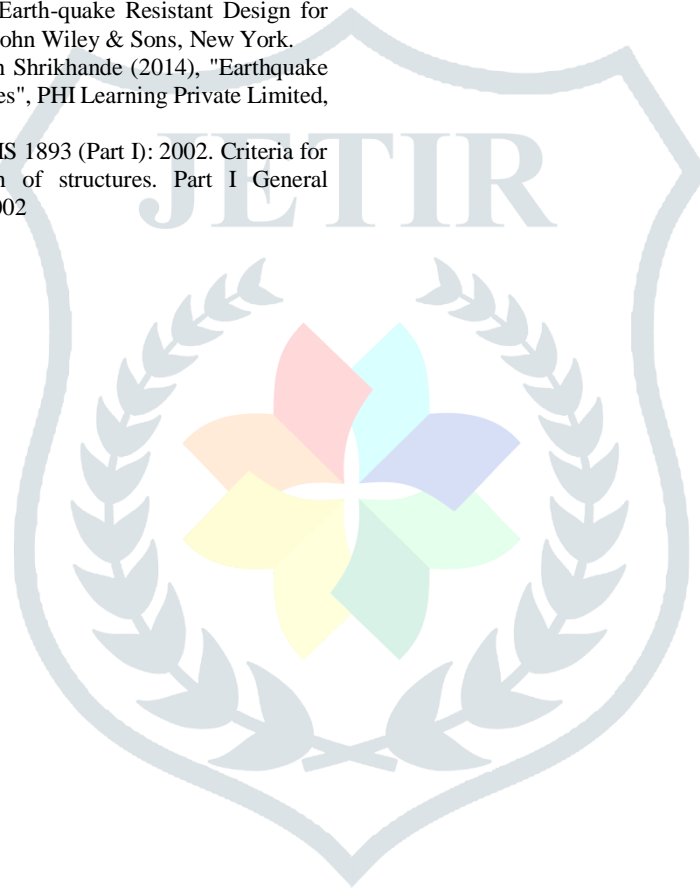 Earth-quake Resistant Design for
ohn Wiley & Sons, New York.
n Shrikhande (2014), "Earthquake
es", PHI Learning Private Limited,
IS 1893 (Part I): 2002. Criteria for
n of structures. Part I General
002
JETIR